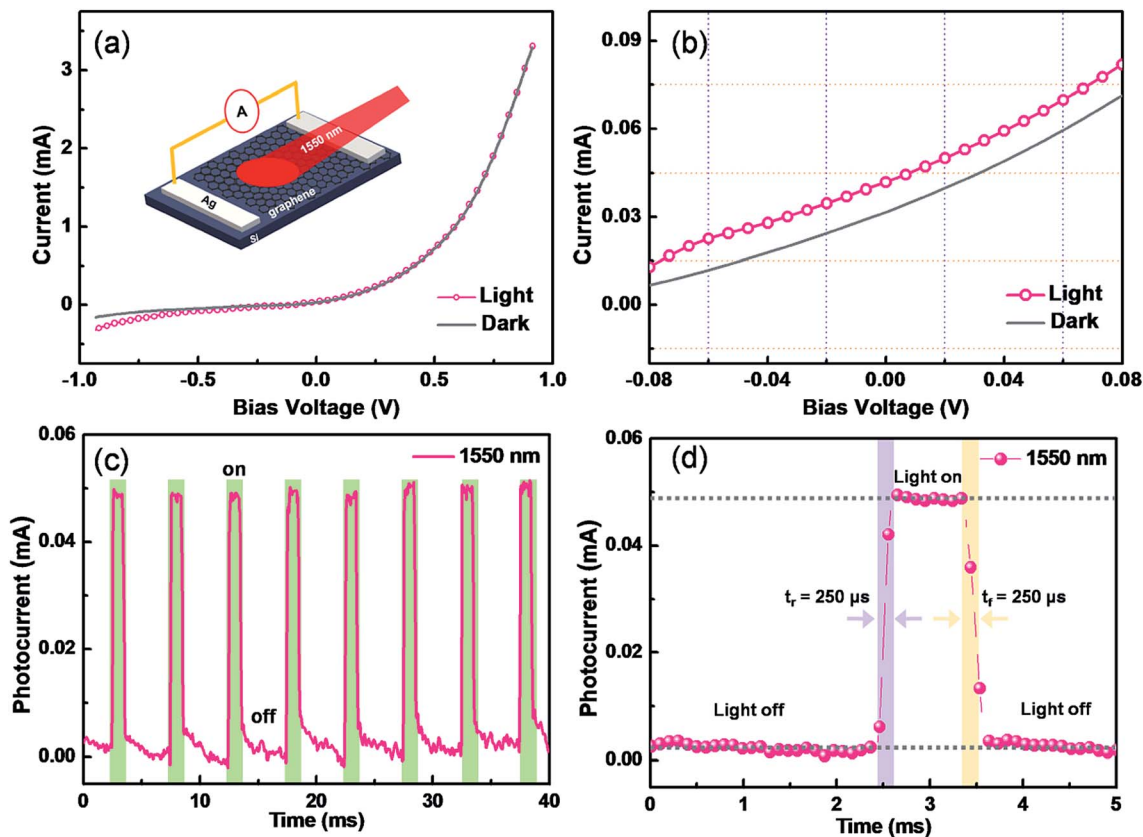 (a)
3
2
1
0
Current (mA)
A
1550 nm
Ag
graphene
Si
Light
Dark
-1.0
-0.5
0.0
0.5
1.0
Bias Voltage (V)
(b)
0.09
0.06
0.03
0.00
Current (mA)
Light
Dark
-0.08
-0.04
0.00
0.04
0.08
Bias Voltage (V)
(c)
0.06
0.04
0.02
0.00
Photocurrent (mA)
on
1550 nm
off
0
10
20
30
40
Time (ms)
(d)
0.06
0.04
0.02
0.00
Photocurrent (mA)
1550 nm
Light on
tr = 250 μs
tf = 250 μs
Light off
Light off
0
1
2
3
4
5
Time (ms)